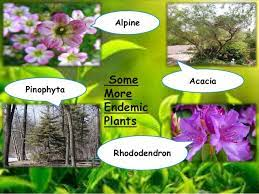 Alpine
Acacia
Some
More
Endemic
Plants
Pinophyta
Rhododendron